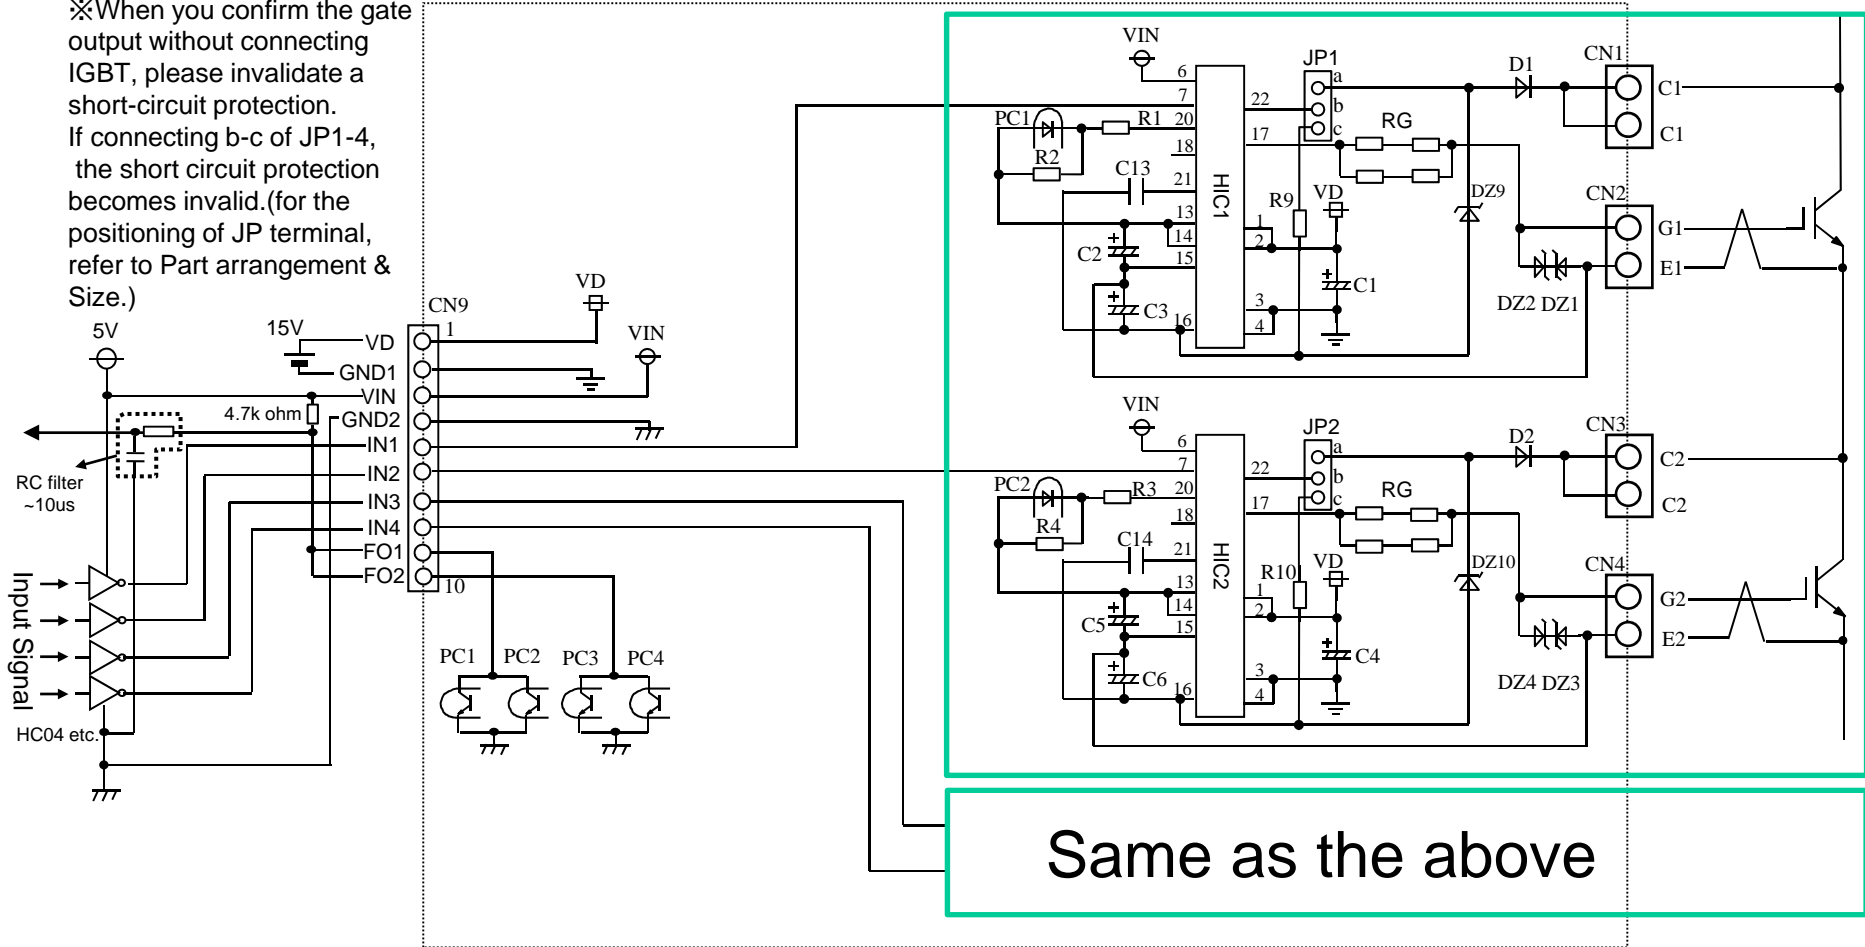 ※When you confirm the gate
output without connecting
IGBT, please invalidate a
short-circuit protection.
If connecting b-c of JP1-4,
the short circuit protection
becomes invalid.(for the
positioning of JP terminal,
refer to Part arrangement &
Size.)
5V
15V
VD
GND1
VIN
4.7k ohm
GND2
IN1
IN2
IN3
IN4
FO1
FO2
RC filter
~10us
Input Signal
HC04 etc.
CN9
1
10
VD
VIN
PC1
PC2
PC3
PC4
VIN
6
7
PC1
R1
20
R2
18
C13
21
13
C2
14
15
C3
16
HIC1
22
17
1
2
3
4
JP1
a
b
c
RG
R9
VD
C1
DZ9
D1
CN1
C1
C1
CN2
G1
E1
DZ2 DZ1
VIN
6
7
PC2
R3
20
R4
18
C14
21
13
C5
14
15
C6
16
HIC2
22
17
1
2
3
4
JP2
a
b
c
RG
R10
VD
C4
DZ10
D2
CN3
C2
C2
CN4
G2
E2
DZ4 DZ3
Same as the above